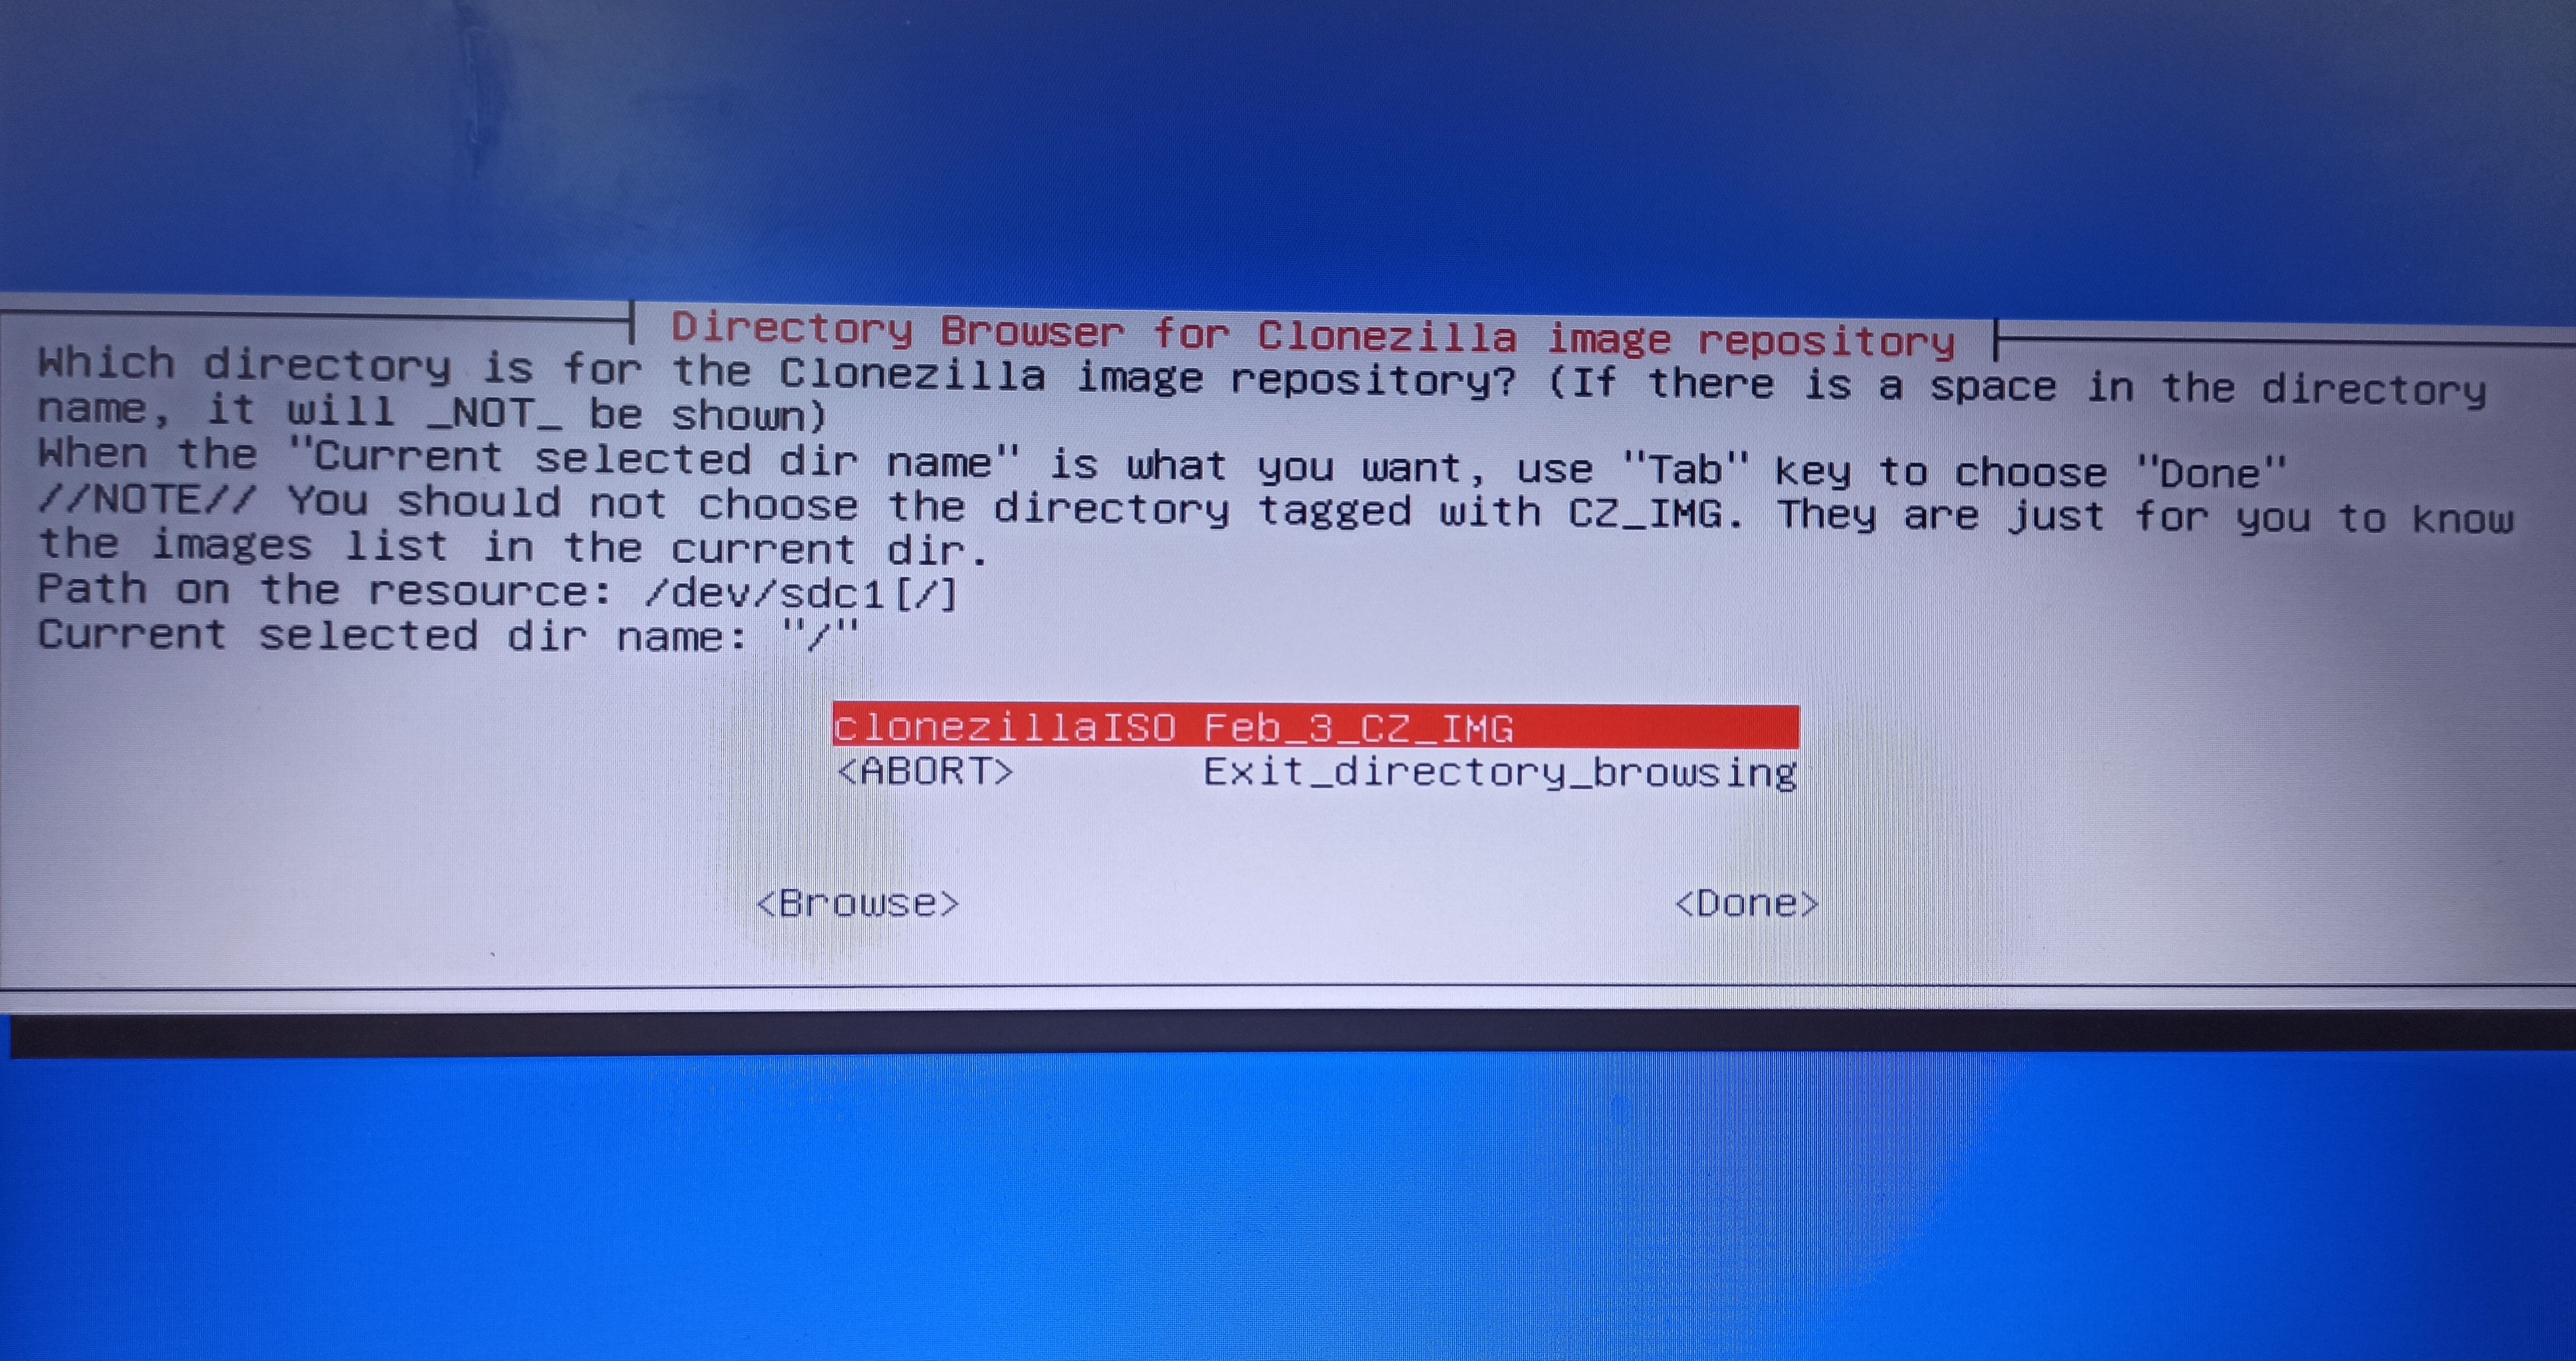 Directory Browser for Clonezilla image repository
Which directory is for the Clonezilla image repository? (If there is a space in the directory
name, it will _NOT_ be shown)
When the "Current selected dir name" is what you want, use "Tab" key to choose "Done"
//NOTE// You should not choose the directory tagged with CZ_IMG. They are just for you to know
the images list in the current dir.
Path on the resource: /dev/sdc1[/]
Current selected dir name: "/"
clonezillaISO Feb_3_CZ_IMG
<ABORT> Exit_directory_browsing
<Browse> <Done>